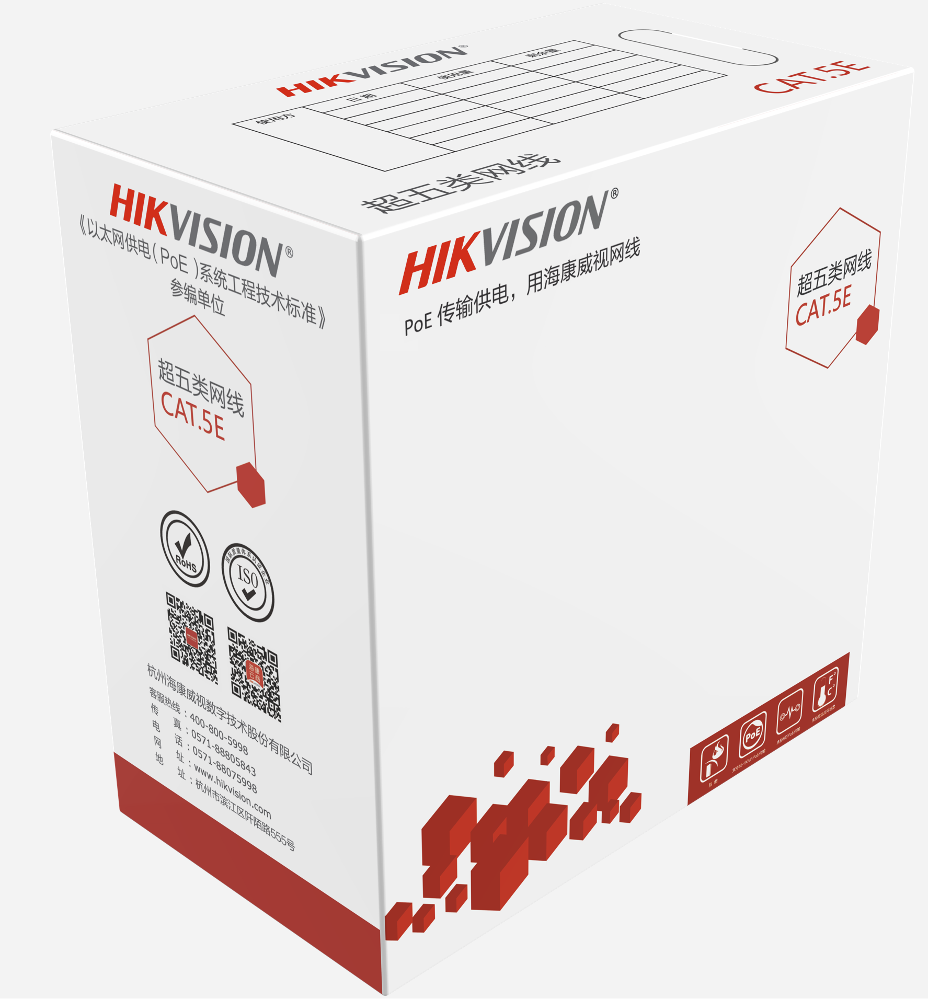 HIKVISION®
使用方
日 期
使用量
剩余量
超五类网线
CAT.5E
HIKVISION®
《以太网供电(PoE)系统工程技术标准》
参编单位
超五类网线
CAT.5E
RoHS
国际质量体系认证企业
ISO
海康
云商
杭州海康威视数字技术股份有限公司
客服热线：400-800-5998
传 真：0571-88805843
电 话：0571-88075998
网 址：www.hikvision.com
地 址：杭州市滨江区阡陌路555号
HIKVISION®
PoE 传输供电，用海康威视网线
超五类网线
CAT.5E
阻 燃
PoE
支持15~90W PoE传输
支持8芯PoE传输
F°
C°